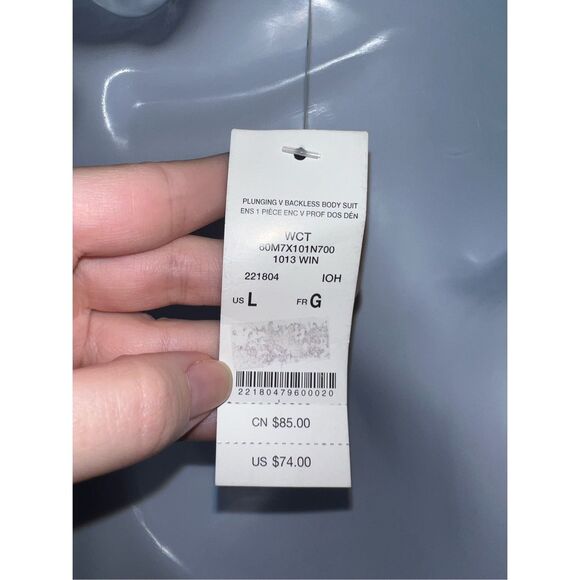 PLUNGING V BACKLESS BODY SUIT
ENS 1 PIÈCE ENC V PROF DOS DÉN
WCT
60M7X101N700
1013 WIN
221804 IOH
US L FR G
22180479600020
CN $85.00
US $74.00